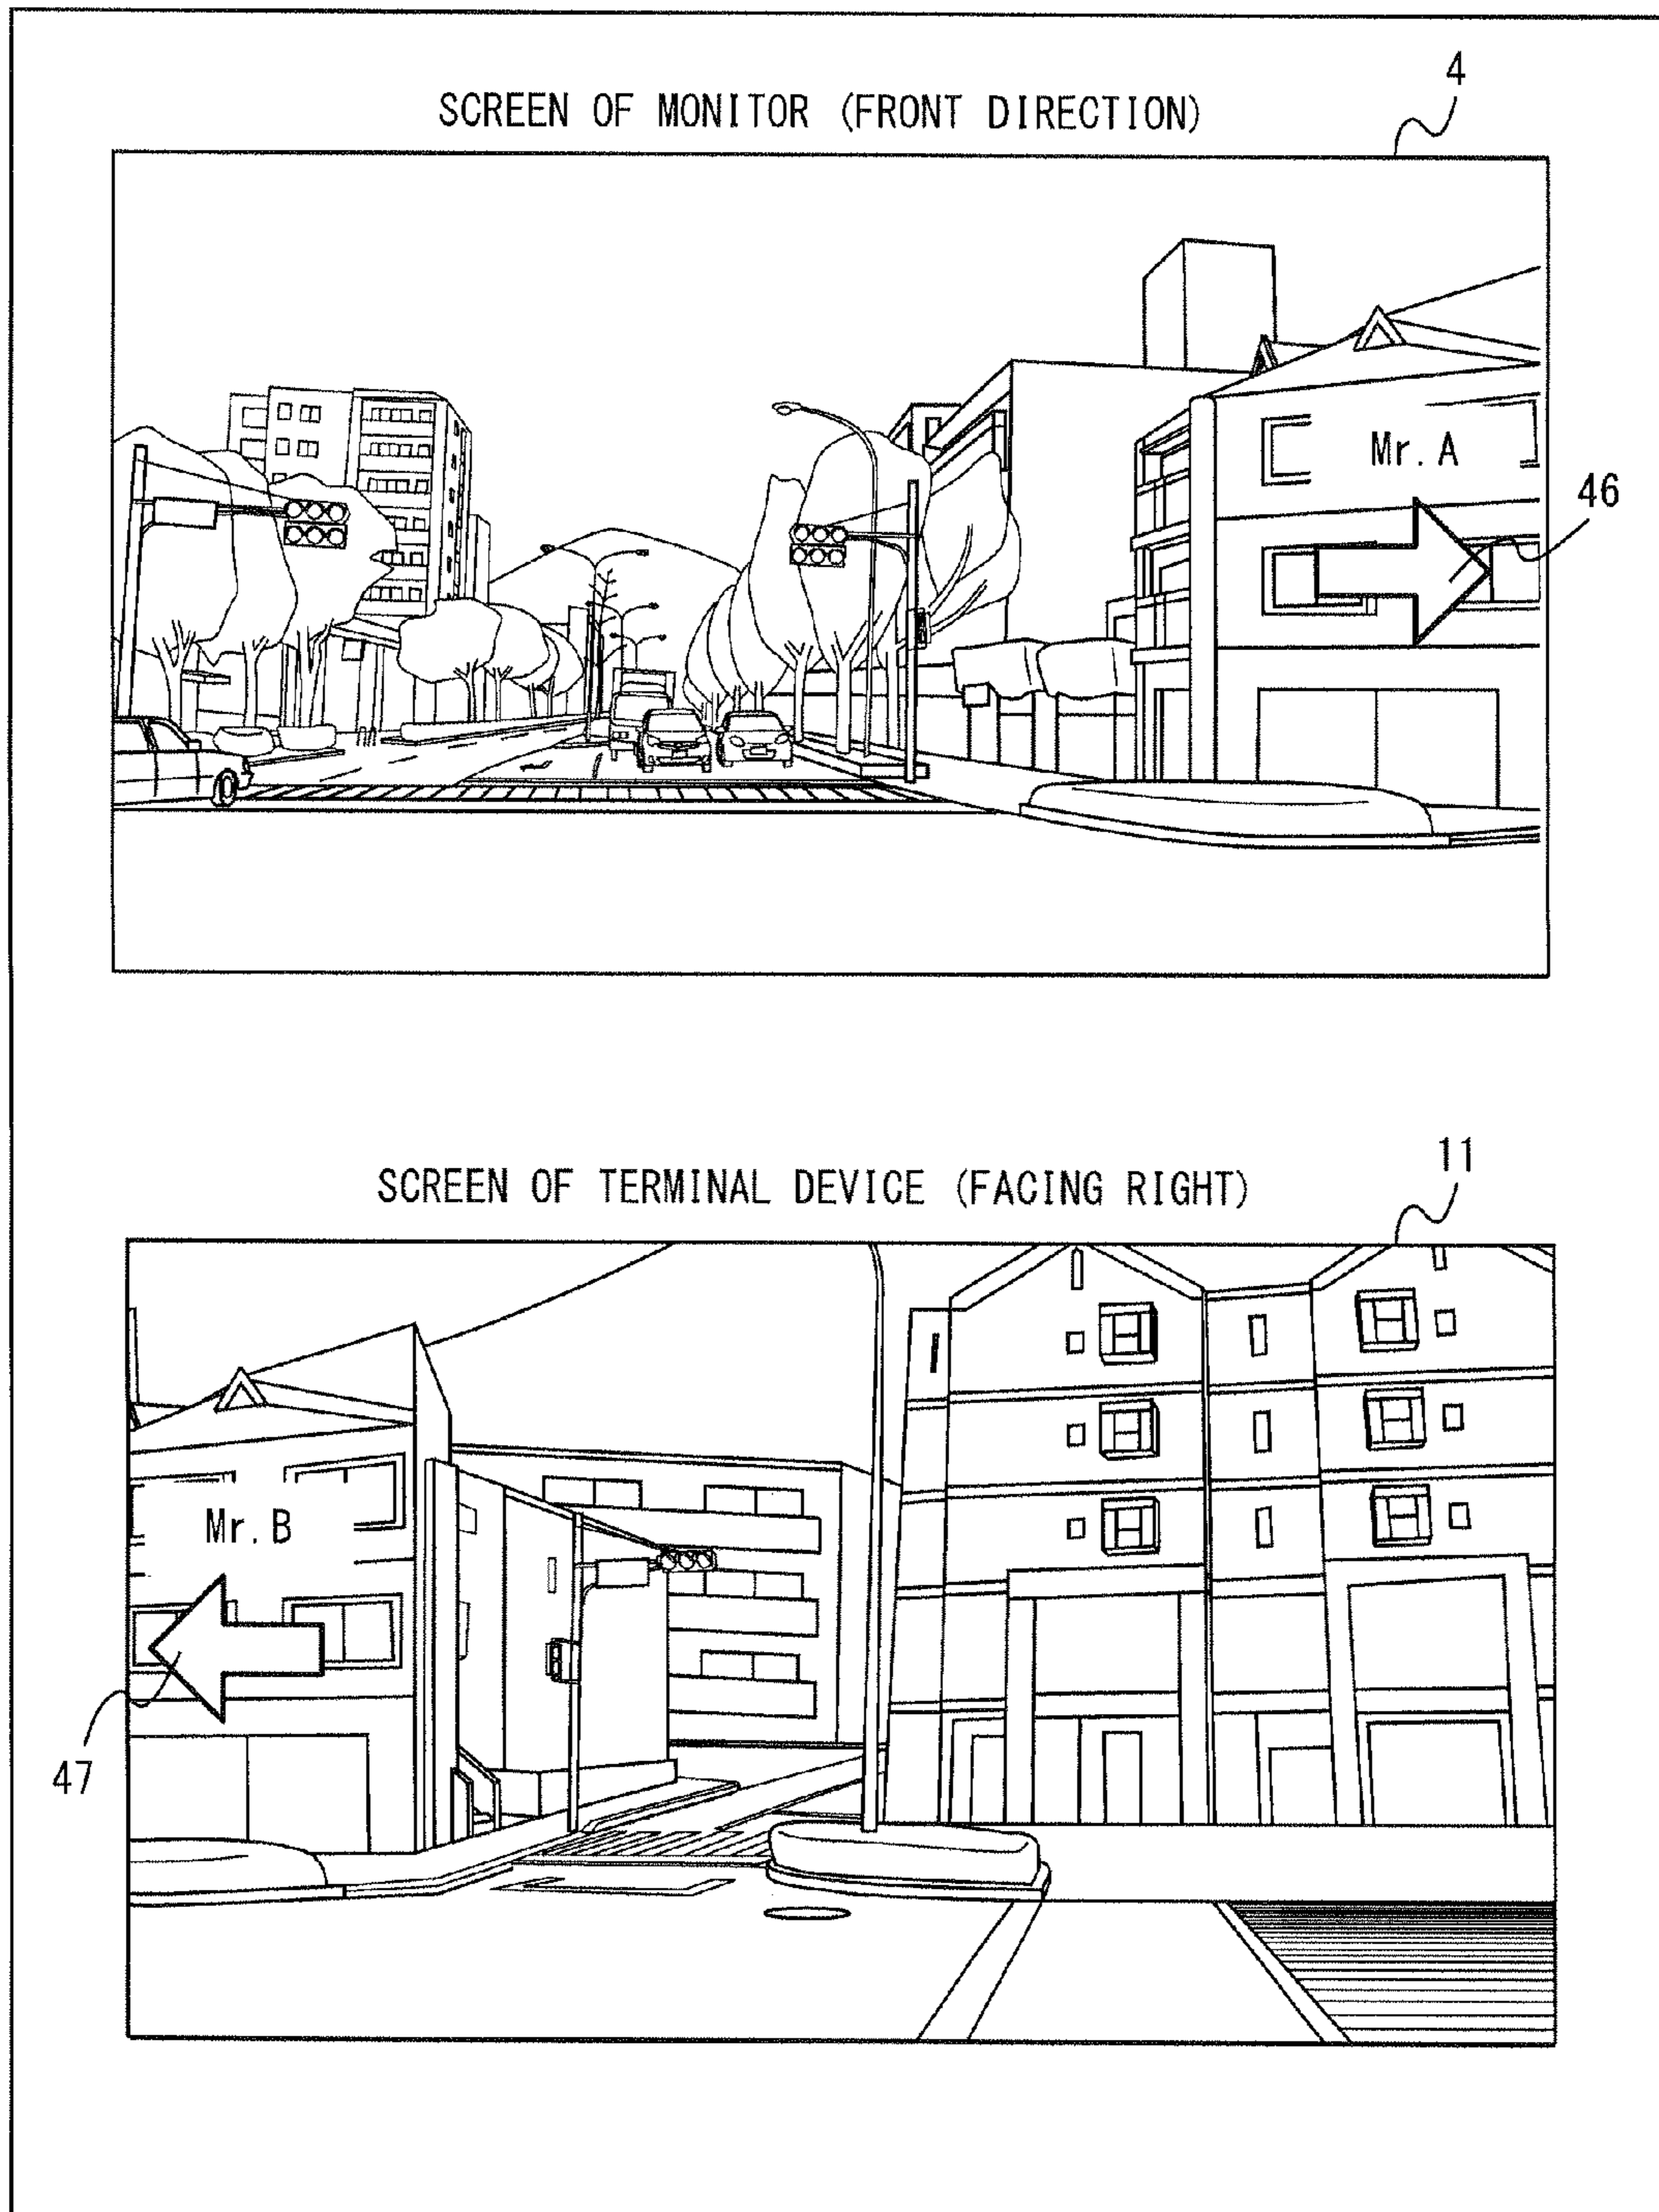 4
SCREEN OF MONITOR (FRONT DIRECTION)
Mr. A
46
11
SCREEN OF TERMINAL DEVICE (FACING RIGHT)
Mr. B
47